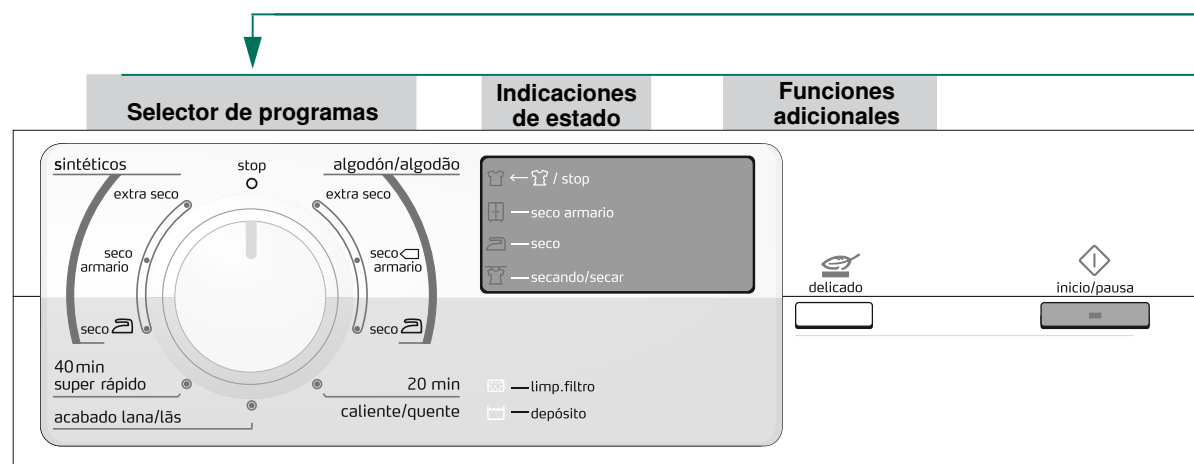 Selector de programas
Indicaciones
de estado
Funciones
adicionales
sintéticos
stop
algodón/algodão
extra seco
extra seco
seco
armario
seco
armario
seco
seco
40 min
super rápido
acabado lana/lãs
20 min
caliente/quente
/ stop
seco armario
seco
secando/secar
limp.filtro
depósito
delicado
inicio/pausa